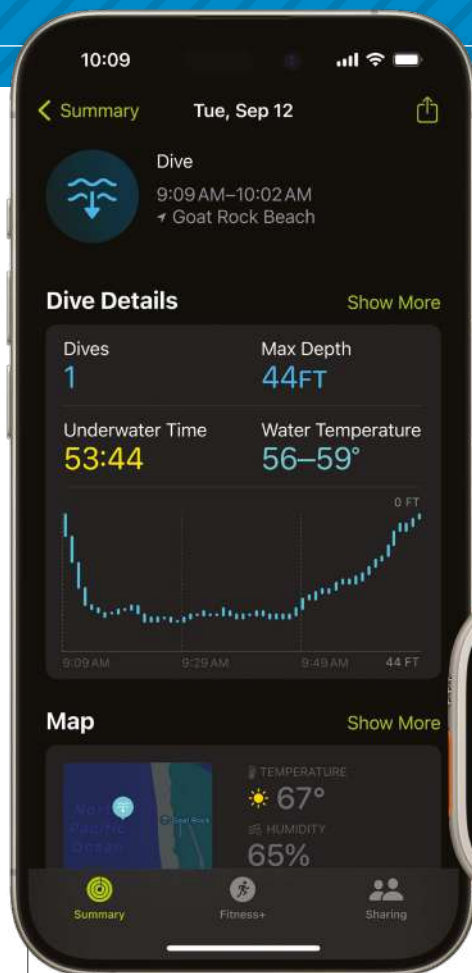 10:09
Summary
Tue, Sep 12
Dive
9:09 AM–10:02 AM
Goat Rock Beach
Dive Details
Show More
Dives
1
Max Depth
44FT
Underwater Time
53:44
Water Temperature
56–59°
0 FT
9:09 AM
9:29 AM
9:49 AM
44 FT
Map
Show More
North
Pacific
Ocean
Goat Rock
TEMPERATURE
67°
HUMIDITY
65%
Summary
Fitness+
Sharing